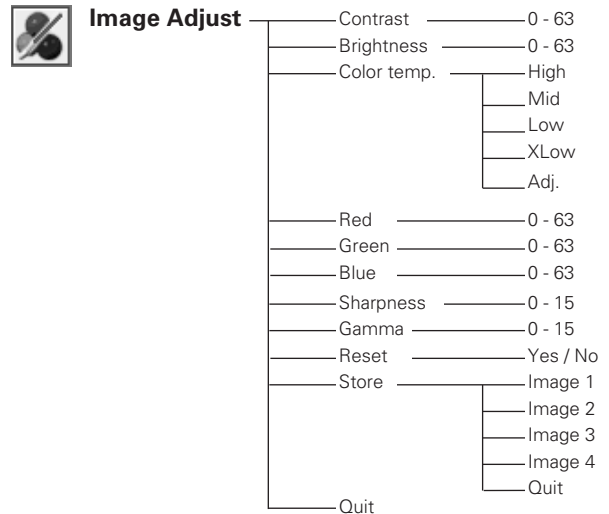 Image Adjust
Contrast 0 - 63
Brightness 0 - 63
Color temp. High
Mid
Low
XLow
Adj.
Red 0 - 63
Green 0 - 63
Blue 0 - 63
Sharpness 0 - 15
Gamma 0 - 15
Reset Yes / No
Store Image 1
Image 2
Image 3
Image 4
Quit
Quit